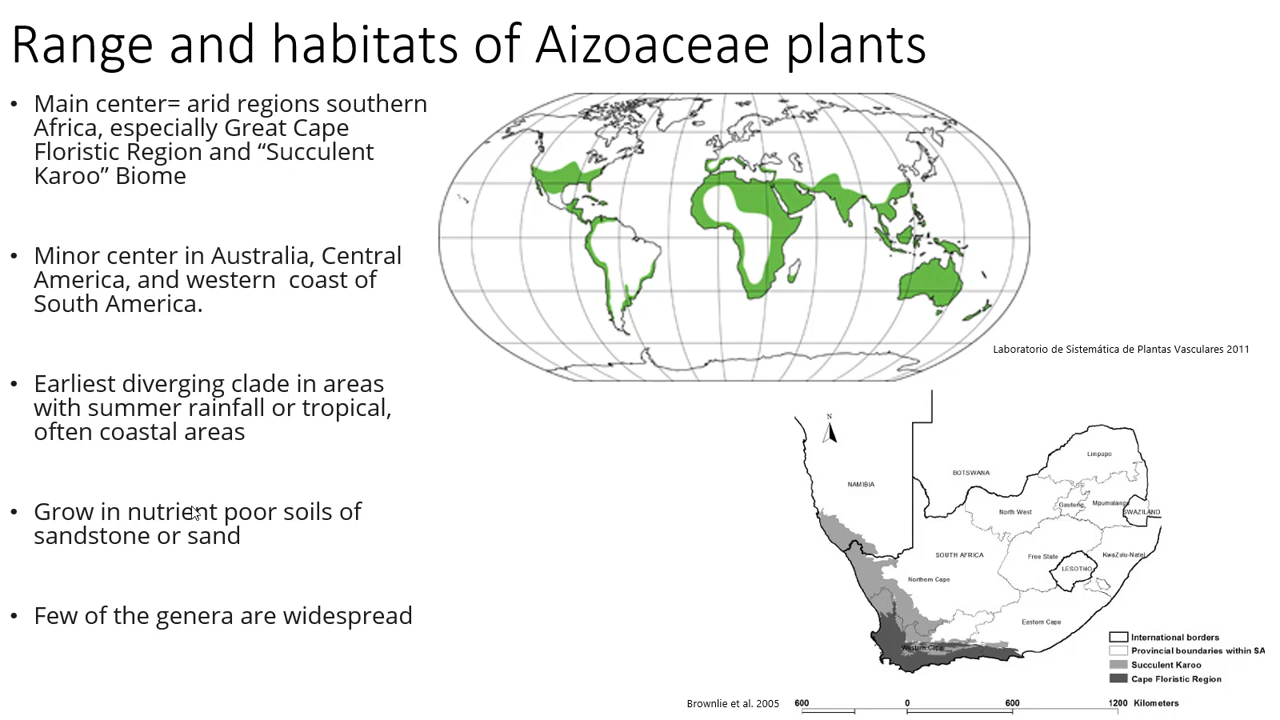 Range and habitats of Aizoaceae plants
• Main center= arid regions southern
Africa, especially Great Cape
Floristic Region and “Succulent
Karoo” Biome
• Minor center in Australia, Central
America, and western  coast of
South America.
• Earliest diverging clade in areas
with summer rainfall or tropical,
often coastal areas
• Grow in nutrient poor soils of
sandstone or sand
• Few of the genera are widespread
Laboratorio de Sistemática de Plantas Vasculares 2011
N
Limpopo
BOTSWANA
NAMIBIA
Gauteng
Mpumalanga
North West
SWAZILAND
SOUTH AFRICA
Free State
KwaZulu-Natal
LESOTHO
Northern Cape
Eastern Cape
Western Cape
International borders
Provincial boundaries within SA
Succulent Karoo
Cape Floristic Region
Brownlie et al. 2005
600 0 600 1200 Kilometers